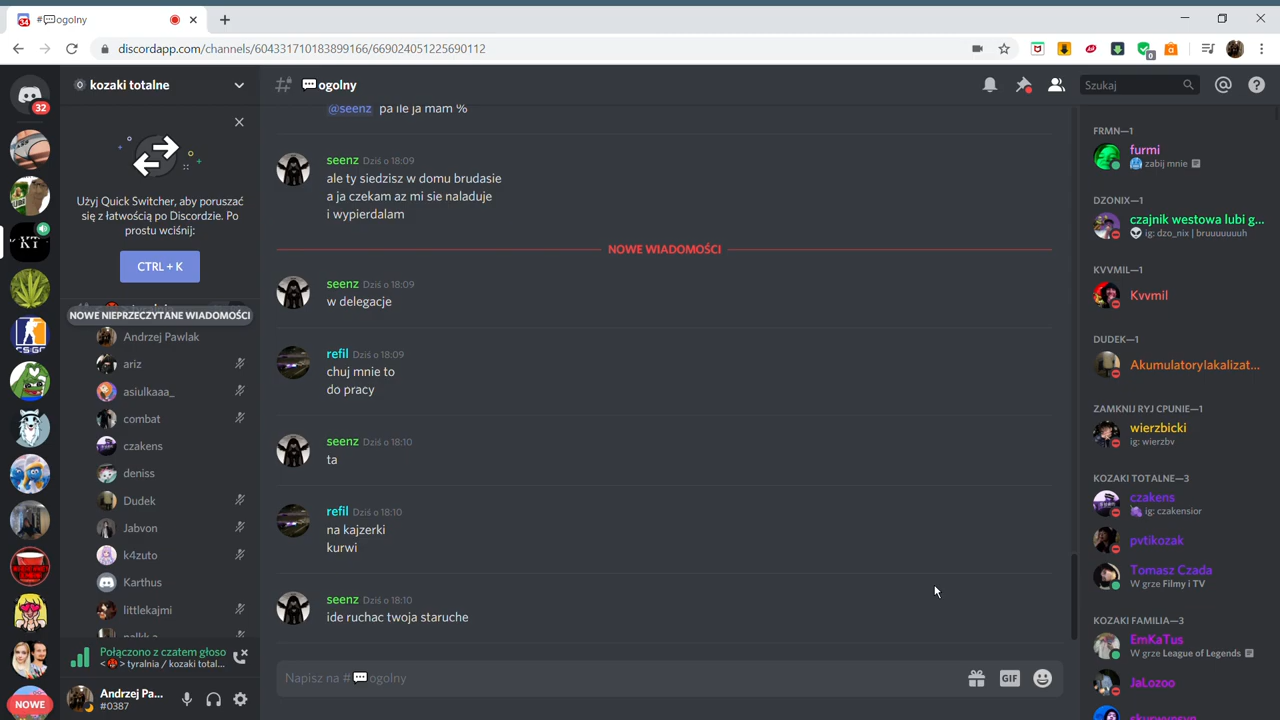 34 #💬ogolny
discordapp.com/channels/604331710183899166/669024051225690112
0
32
kozaki totalne
💬ogolny
Szukaj
Użyj Quick Switcher, aby poruszać
się z łatwością po Discordzie. Po
prostu wciśnij:
CTRL + K
NOWE NIEPRZECZYTANE WIADOMOŚCI
KT
CS:GO
Andrzej Pawlak
ariz
asiulkaaa_
combat
czakens
deniss
Dudek
Jabvon
k4zuto
Karthus
littlekajmi
Połączono z czatem głoso
< > tyralnia / kozaki total...
NOWE
Andrzej Pa...
#0387
@seenz pa ile ja mam %
seenz Dziś o 18:09
ale ty siedzisz w domu brudasie
a ja czekam az mi sie naladuje
i wypierdalam
NOWE WIADOMOŚCI
seenz Dziś o 18:09
w delegacje
refil Dziś o 18:09
chuj mnie to
do pracy
seenz Dziś o 18:10
ta
refil Dziś o 18:10
na kajzerki
kurwi
seenz Dziś o 18:10
ide ruchac twoja staruche
Napisz na #💬ogolny
GIF
FRMN—1
furmi
zabij mnie
DZONIX—1
czajnik westowa lubi g...
👽 ig: dzo_nix | bruuuuuuuh
KVVMIL—1
Kvvmil
DUDEK—1
Akumulatorylakalizat...
ZAMKNIJ RYJ CPUNIE—1
wierzbicki
ig: wierzbv
KOZAKI TOTALNE—3
czakens
🍇 ig: czakensior
pvtikozak
Tomasz Czada
W grze Filmy i TV
KOZAKI FAMILIA—3
EmKaTus
W grze League of Legends
JaLozoo